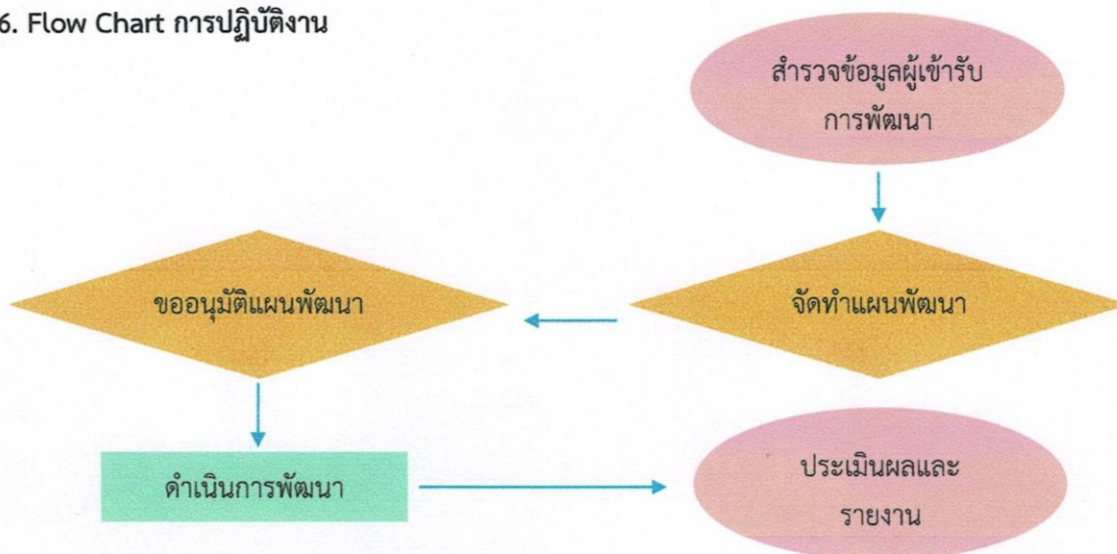 6. Flow Chart การปฏิบัติงาน
สำรวจข้อมูลผู้เข้ารับ
การพัฒนา
จัดทำแผนพัฒนา
ขออนุมัติแผนพัฒนา
ดำเนินการพัฒนา
ประเมินผลและ
รายงาน